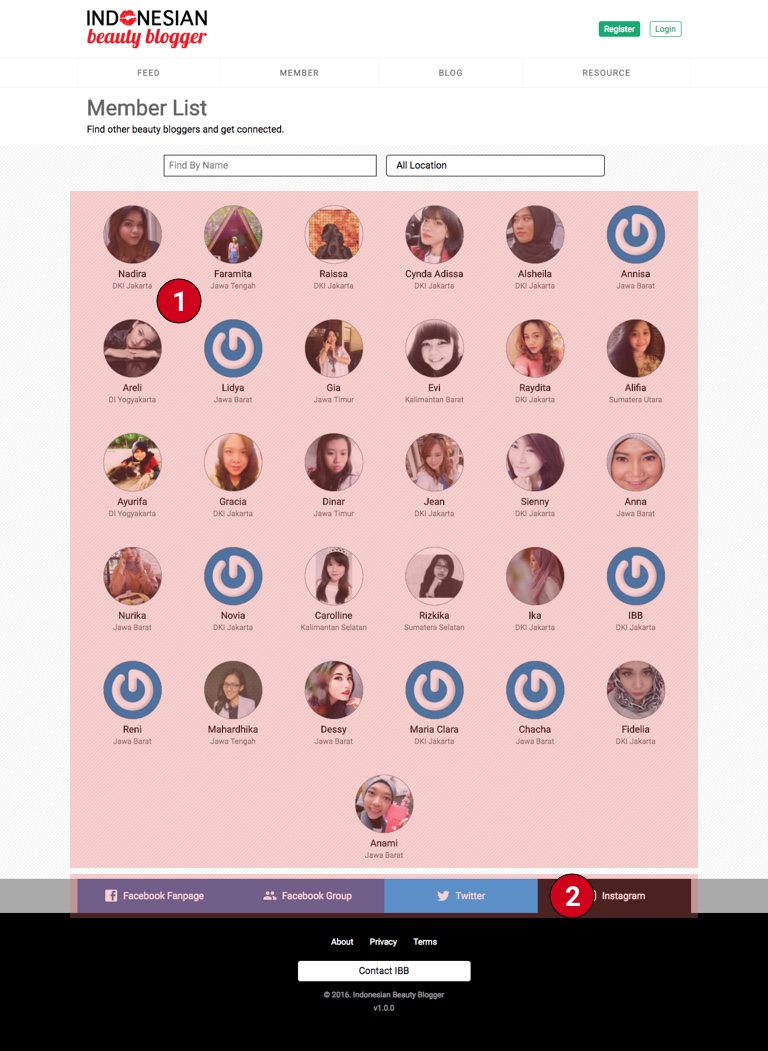 INDONESIAN
beauty blogger
Register Login
FEED MEMBER BLOG RESOURCE
Member List
Find other beauty bloggers and get connected.
Find By Name All Location
Nadira Faramita Raissa Cynda Adissa Alsheila Annisa
DKI Jakarta Jawa Tengah DKI Jakarta DKI Jakarta DKI Jakarta Jawa Barat
1
Areli Lidya Gia Evi Raydita Alifia
DI Yogyakarta Jawa Barat Jawa Timur Kalimantan Barat DKI Jakarta Sumatera Utara
Ayurifa Gracia Dinar Jean Sienny Anna
DI Yogyakarta DKI Jakarta Jawa Timur DKI Jakarta DKI Jakarta Jawa Barat
Nurika Novia Carolline Rizkika Ika IBB
Jawa Barat DKI Jakarta Kalimantan Selatan Sumatera Selatan DKI Jakarta DKI Jakarta
Reni Mahardhika Dessy Maria Clara Chacha Fidelia
Jawa Barat Jawa Tengah Jawa Barat DKI Jakarta Jawa Barat DKI Jakarta
Anami
Jawa Barat
Facebook Fanpage Facebook Group Twitter 2 Instagram
About Privacy Terms
Contact IBB
© 2016. Indonesian Beauty Blogger
v1.0.0